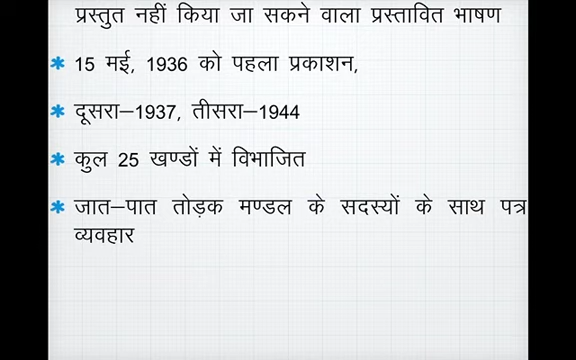 प्रस्तुत नहीं किया जा सकने वाला प्रस्तावित भाषण
* 15 मई, 1936 को पहला प्रकाशन,
* दूसरा–1937, तीसरा–1944
* कुल 25 खण्डों में विभाजित
* जात–पात तोड़क मण्डल के सदस्यों के साथ पत्र
व्यवहार